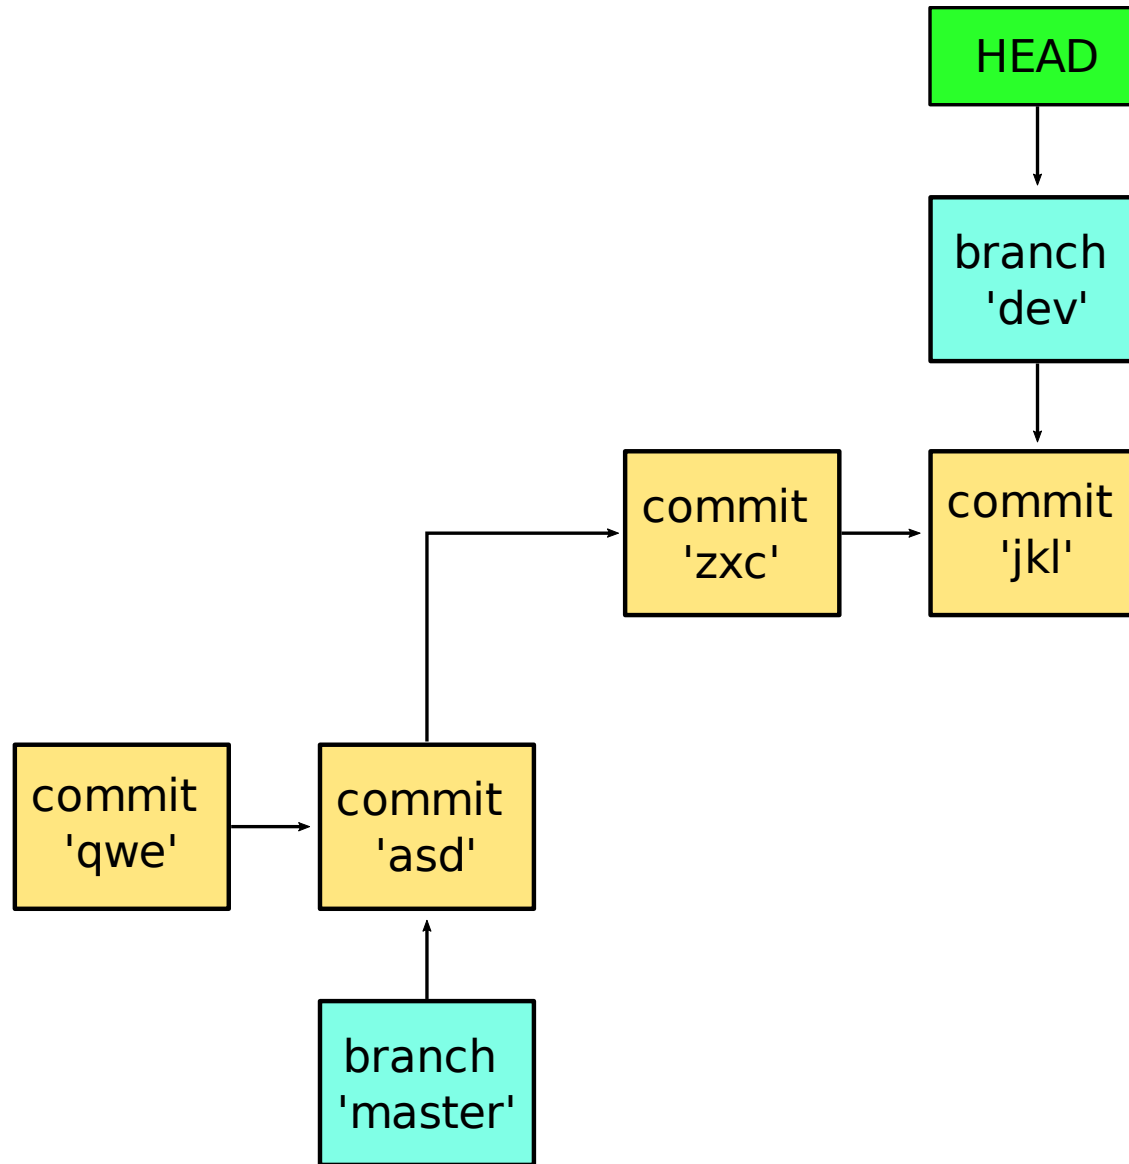 HEAD
branch
'dev'
commit
'zxc'
commit
'jkl'
commit
'qwe'
commit
'asd'
branch
'master'